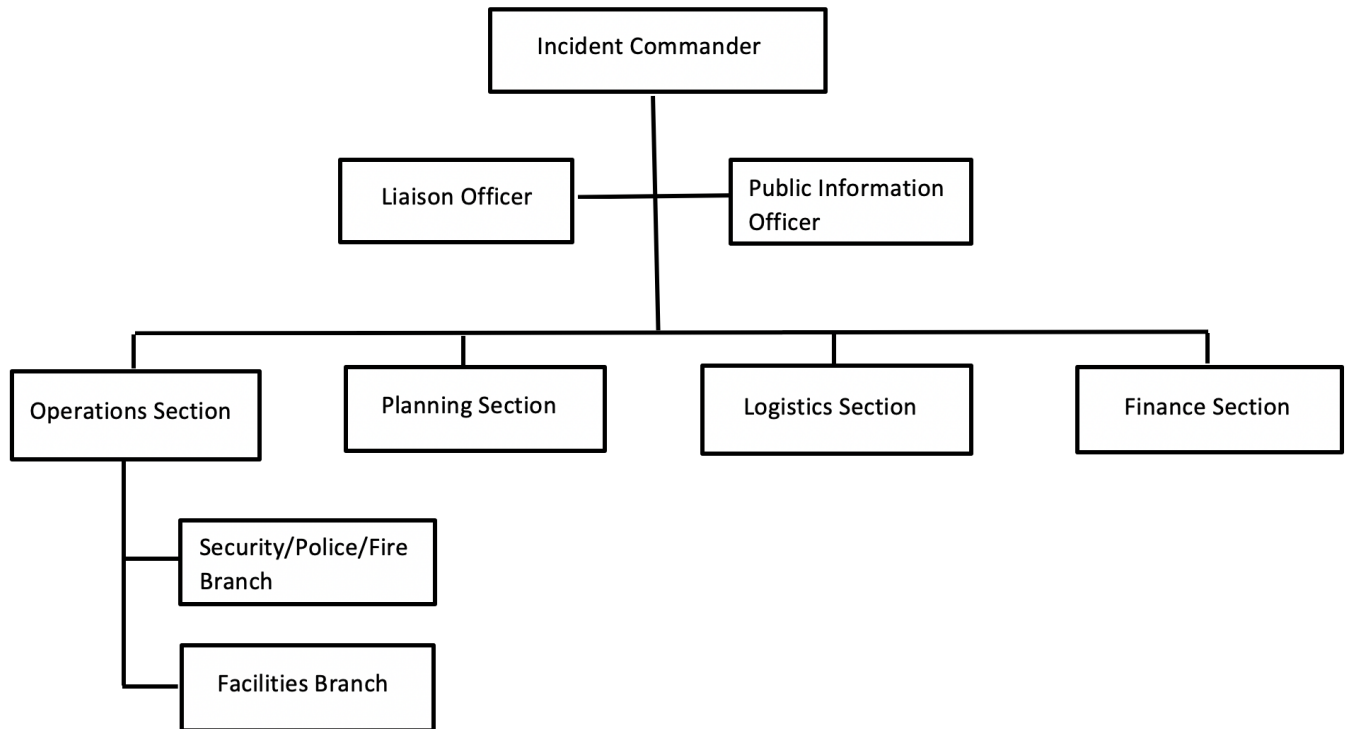 Incident Commander
Liaison Officer
Public Information
Officer
Operations Section
Planning Section
Logistics Section
Finance Section
Security/Police/Fire
Branch
Facilities Branch